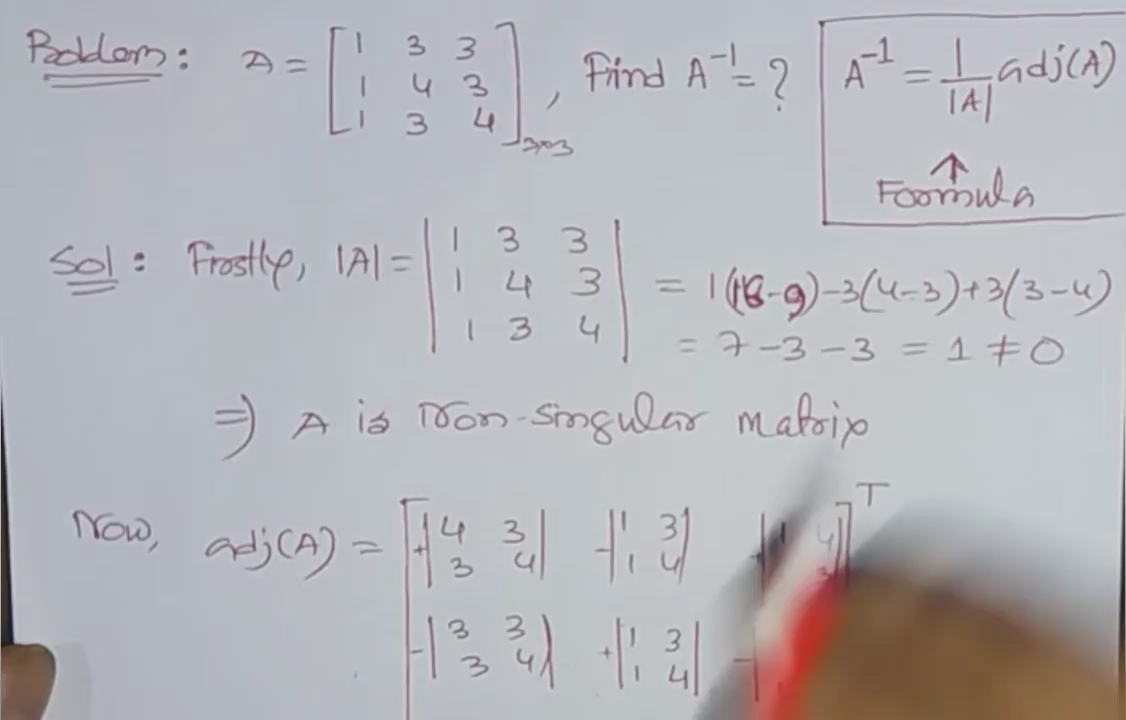 Problem: A = [1 3 3
1 4 3
1 3 4]3×3, Find A⁻¹ = ?
A⁻¹ = 1/|A| adj(A)
↑
Formula
Sol: Firstly, |A| = |1 3 3
1 4 3
1 3 4| = 1(16-9)-3(4-3)+3(3-4)
= 7-3-3 = 1 ≠ 0
⇒ A is Non-singular matrix
Now, adj(A) = [+|4 3
3 4| -|1 3
1 4| ]ᵀ
-|3 3
3 4| +|1 3
1 4| -|